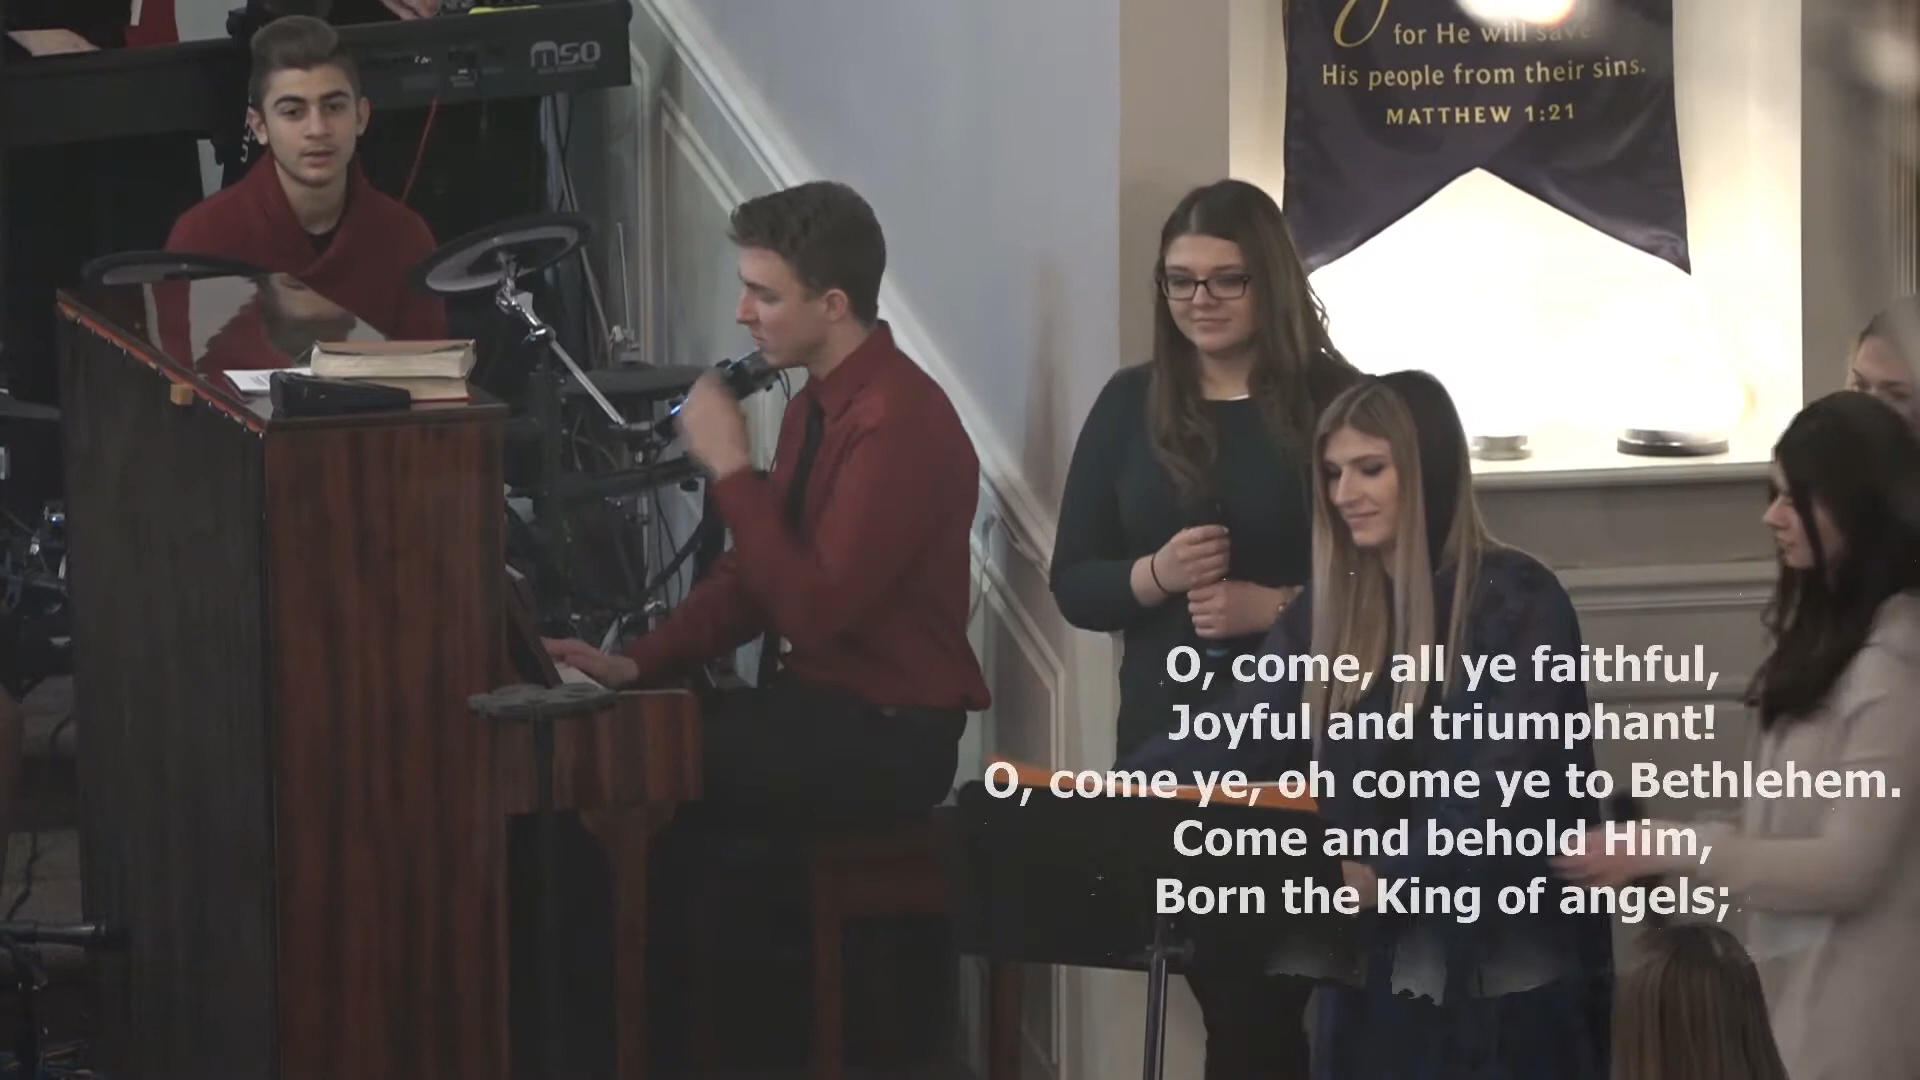 mso
for He will save
His people from their sins.
MATTHEW 1:21
O, come, all ye faithful,
Joyful and triumphant!
O, come ye, oh come ye to Bethlehem.
Come and behold Him,
Born the King of angels;